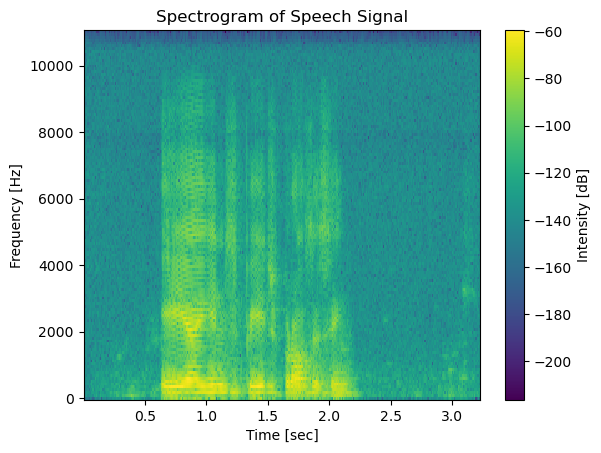 Spectrogram of Speech Signal
Frequency [Hz]
10000
8000
6000
4000
2000
0
0.5 1.0 1.5 2.0 2.5 3.0
Time [sec]
−60
−80
−100
−120
−140
−160
−180
−200
Intensity [dB]